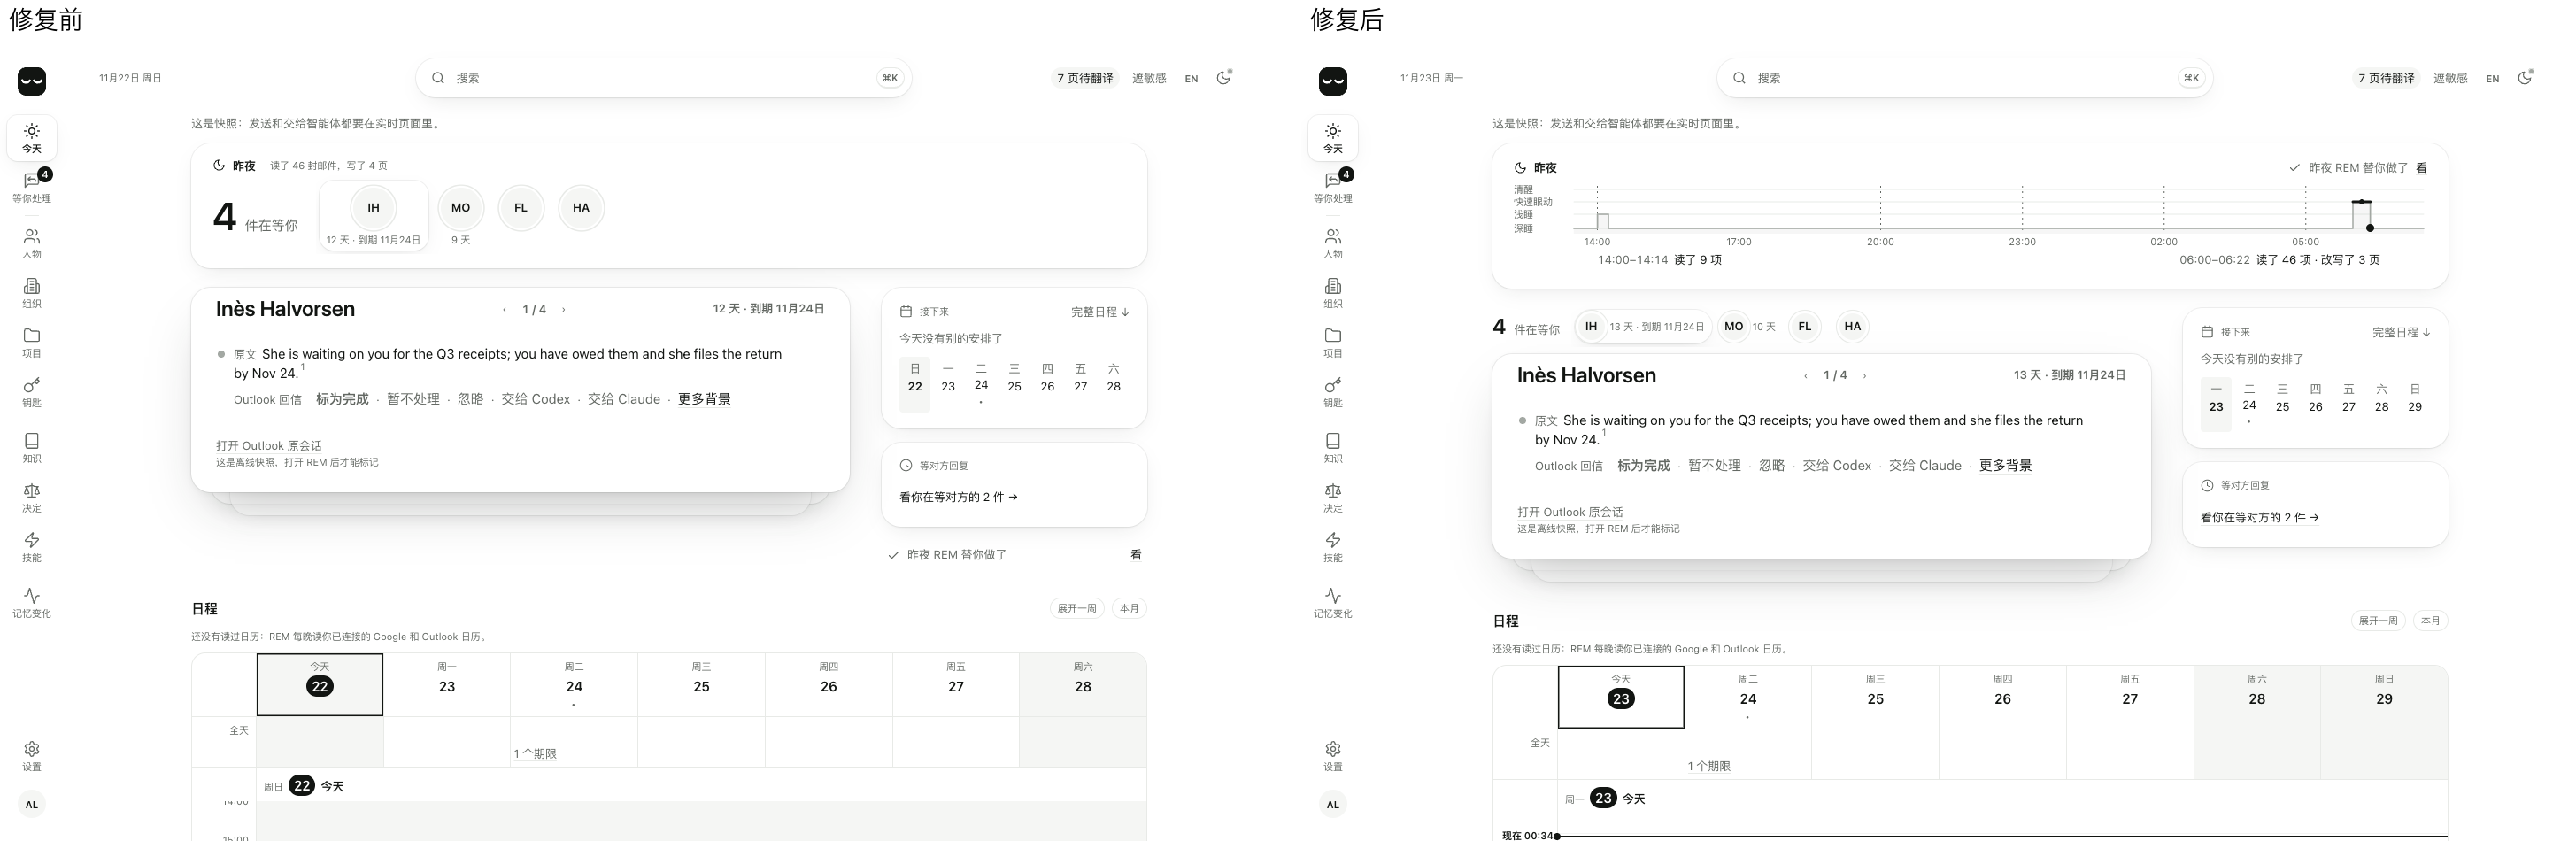 修复前
11月22日 周日
搜索
⌘K
7 页待翻译
遮敏感
EN
今天
4
等你处理
人物
组织
项目
钥匙
知识
决定
技能
记忆变化
设置
AL
这是快照：发送和交给智能体都要在实时页面里。
昨夜 读了 46 封邮件，写了 4 页
4 件在等你
IH
12 天 · 到期 11月24日
MO
9 天
FL
HA
Inès Halvorsen
‹ 1 / 4 ›
12 天 · 到期 11月24日
原文 She is waiting on you for the Q3 receipts; you have owed them and she files the return
by Nov 24. 1
Outlook 回信 标为完成 · 暂不处理 · 忽略 · 交给 Codex · 交给 Claude · 更多背景
打开 Outlook 原会话
这是离线快照，打开 REM 后才能标记
接下来
完整日程 ↓
今天没有别的安排了
日 一 二 三 四 五 六
22 23 24 25 26 27 28
等对方回复
看你在等对方的 2 件 →
昨夜 REM 替你做了 看
日程
展开一周
本月
还没有读过日历：REM 每晚读你已连接的 Google 和 Outlook 日历。
今天 周一 周二 周三 周四 周五 周六
22 23 24 25 26 27 28
全天
1 个期限
周日 22 今天
14:00
15:00
修复后
11月23日 周一
搜索
⌘K
7 页待翻译
遮敏感
EN
今天
4
等你处理
人物
组织
项目
钥匙
知识
决定
技能
记忆变化
设置
AL
这是快照：发送和交给智能体都要在实时页面里。
昨夜
昨夜 REM 替你做了 看
清醒
快速眼动
浅睡
深睡
14:00 17:00 20:00 23:00 02:00 05:00
14:00–14:14 读了 9 项
06:00–06:22 读了 46 项 · 改写了 3 页
4 件在等你
IH 13 天 · 到期 11月24日
MO 10 天
FL
HA
Inès Halvorsen
‹ 1 / 4 ›
13 天 · 到期 11月24日
原文 She is waiting on you for the Q3 receipts; you have owed them and she files the return
by Nov 24. 1
Outlook 回信 标为完成 · 暂不处理 · 忽略 · 交给 Codex · 交给 Claude · 更多背景
打开 Outlook 原会话
这是离线快照，打开 REM 后才能标记
接下来
完整日程 ↓
今天没有别的安排了
一 二 三 四 五 六 日
23 24 25 26 27 28 29
等对方回复
看你在等对方的 2 件 →
日程
展开一周
本月
还没有读过日历：REM 每晚读你已连接的 Google 和 Outlook 日历。
今天 周二 周三 周四 周五 周六 周日
23 24 25 26 27 28 29
全天
1 个期限
周一 23 今天
现在 00:34